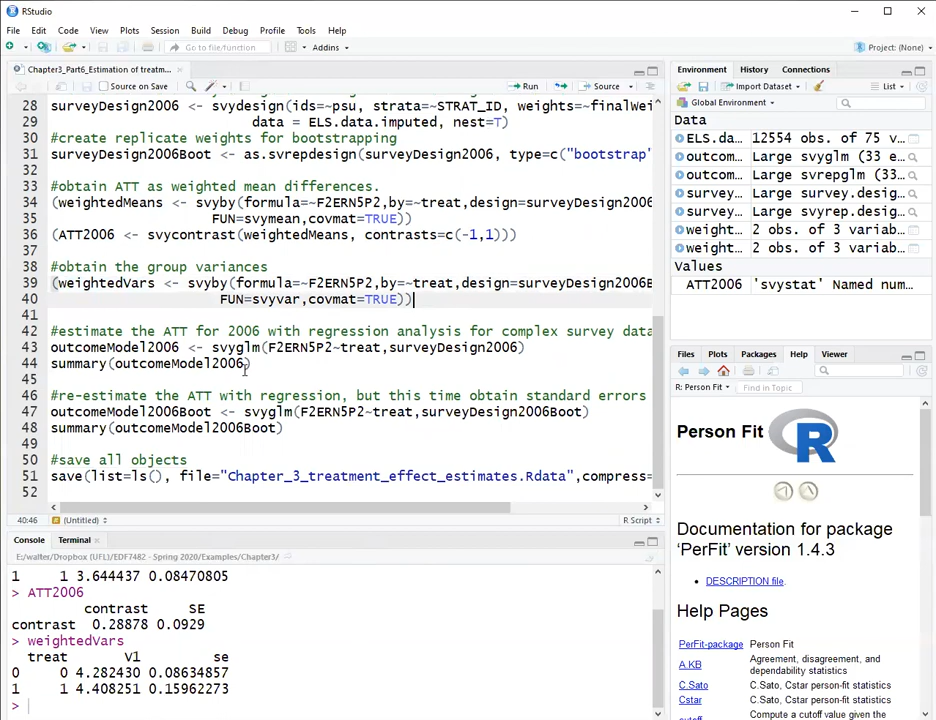 RStudio
File Edit Code View Plots Session Build Debug Profile Tools Help
Go to file/function Addins Project: (None)
Chapter3_Part6_Estimation of treatm...
Source on Save Run Source
28 surveyDesign2006 <- svydesign(ids=~psu, strata=~STRAT_ID, weights=~finalWei
29 data = ELS.data.imputed, nest=T)
30 #create replicate weights for bootstrapping
31 surveyDesign2006Boot <- as.svrepdesign(surveyDesign2006, type=c("bootstrap"
32
33 #obtain ATT as weighted mean differences.
34 (weightedMeans <- svyby(formula=~F2ERN5P2,by=~treat,design=surveyDesign2006
35 FUN=svymean,covmat=TRUE))
36 (ATT2006 <- svycontrast(weightedMeans, contrasts=c(-1,1)))
37
38 #obtain the group variances
39 (weightedVars <- svyby(formula=~F2ERN5P2,by=~treat,design=surveyDesign2006B
40 FUN=svyvar,covmat=TRUE))
41
42 #estimate the ATT for 2006 with regression analysis for complex survey data
43 outcomeModel2006 <- svyglm(F2ERN5P2~treat,surveyDesign2006)
44 summary(outcomeModel2006)
45
46 #re-estimate the ATT with regression, but this time obtain standard errors
47 outcomeModel2006Boot <- svyglm(F2ERN5P2~treat,surveyDesign2006Boot)
48 summary(outcomeModel2006Boot)
49
50 #save all objects
51 save(list=ls(), file="Chapter_3_treatment_effect_estimates.Rdata",compress=
52
40:46 (Untitled) R Script
Console Terminal
E:/walter/Dropbox (UFL)/EDF7482 - Spring 2020/Examples/Chapter3/
1 1 3.644437 0.08470805
> ATT2006
contrast SE
contrast 0.28878 0.0929
> weightedVars
treat V1 se
0 0 4.282430 0.08634857
1 1 4.408251 0.15962273
>
Environment History Connections
Import Dataset List
Global Environment
Data
ELS.da... 12554 obs. of 75 v...
outcom... Large svyglm (33 e...
outcom... Large svrepglm (33...
survey... Large survey.desig...
survey... Large svyrep.desig...
weight... 2 obs. of 3 variab...
weight... 2 obs. of 3 variab...
Values
ATT2006 'svystat' Named num...
Files Plots Packages Help Viewer
R: Person Fit Find in Topic
Person Fit R
Documentation for package
‘PerFit’ version 1.4.3
DESCRIPTION file.
Help Pages
PerFit-package Person Fit
A.KB Agreement, disagreement, and
dependability statistics
C.Sato C.Sato, Cstar person-fit statistics
Cstar C.Sato, Cstar person-fit statistics
cutoff Compute a cutoff value given the